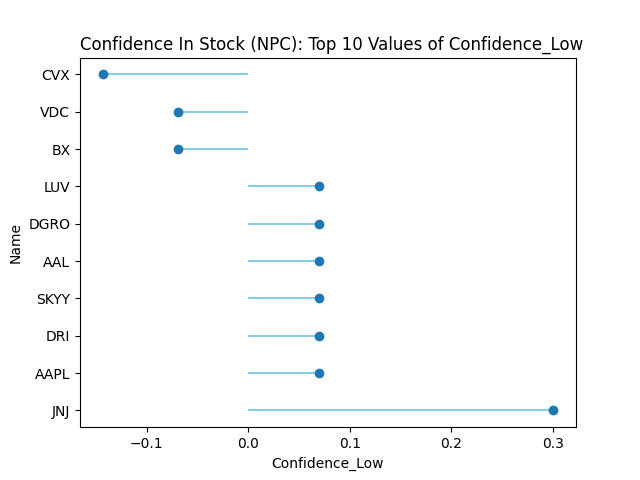 Confidence In Stock (NPC): Top 10 Values of Confidence_Low
CVX
VDC
BX
LUV
DGRO
AAL
SKYY
DRI
AAPL
JNJ
Name
−0.1 0.0 0.1 0.2 0.3
Confidence_Low